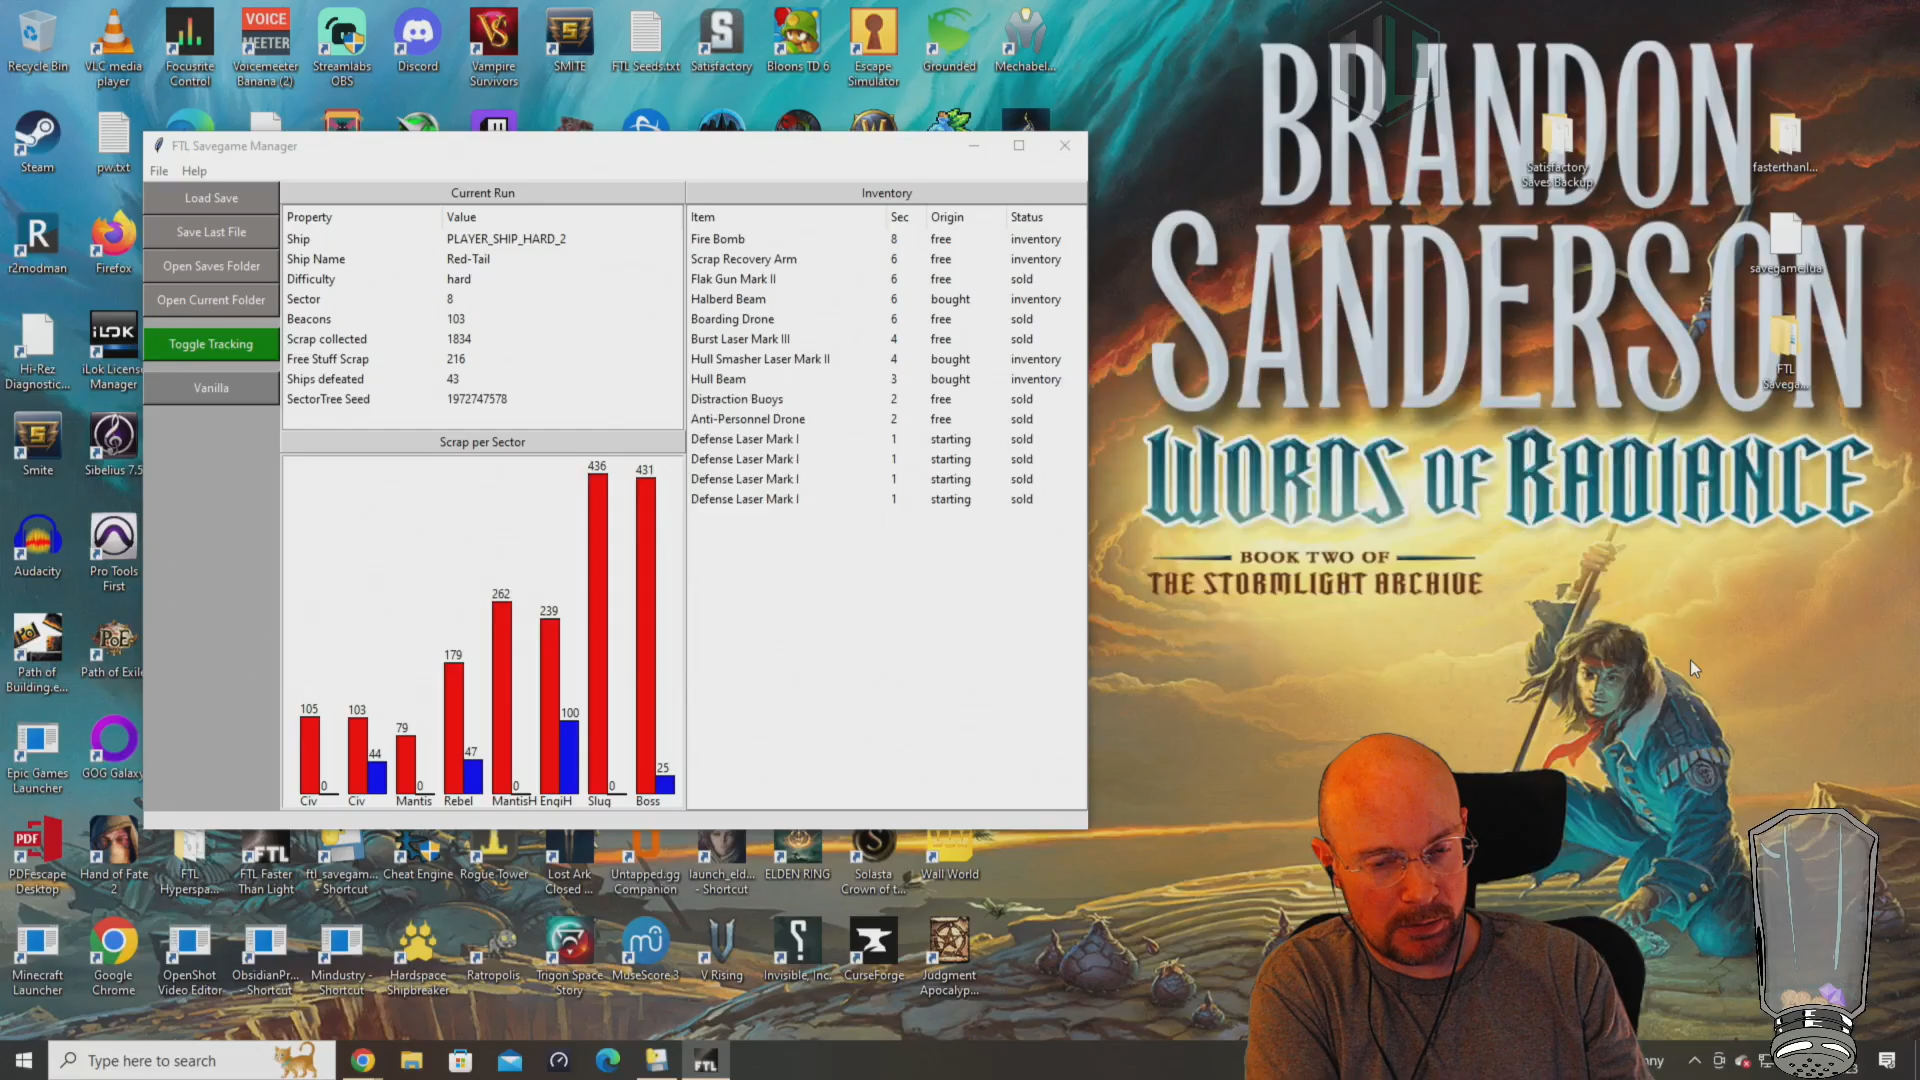 Recycle Bin
VLC media player
Focusrite Control
VOICE MEETER
Voicemeeter Banana (2)
Streamlabs OBS
Discord
Vampire Survivors
SMITE
FTL Seeds.txt
Satisfactory
Bloons TD 6
Escape Simulator
Grounded
Mechabel...
Steam
pw.txt
r2modman
Firefox
Hi-Rez Diagnostic...
iLOK
iLok License Manager
Smite
Sibelius 7.5
Audacity
Pro Tools First
Path of Building.e...
Path of Exile
Epic Games Launcher
GOG Galaxy
PDF
PDFescape Desktop
Hand of Fate 2
FTL Hyperspa...
FTL
FTL Faster Than Light
ftl_savegam... - Shortcut
Cheat Engine
Rogue Tower
Lost Ark Closed ...
Untapped.gg Companion
launch_eld... - Shortcut
ELDEN RING
Solasta Crown of t...
Wall World
Minecraft Launcher
Google Chrome
OpenShot Video Editor
ObsidianPr... - Shortcut
Mindustry - Shortcut
Hardspace Shipbreaker
Ratropolis
Trigon Space Story
MuseScore 3
V Rising
Invisible, Inc.
CurseForge
Judgment Apocalyp...
FTL Savegame Manager
File Help
Load Save
Save Last File
Open Saves Folder
Open Current Folder
Toggle Tracking
Vanilla
Current Run
Property Value
Ship PLAYER_SHIP_HARD_2
Ship Name Red-Tail
Difficulty hard
Sector 8
Beacons 103
Scrap collected 1834
Free Stuff Scrap 216
Ships defeated 43
SectorTree Seed 1972747578
Scrap per Sector
105 0 103 44 79 0 179 47 262 0 239 100 436 0 431 25
Civ Civ Mantis Rebel MantisH EngiH Slug Boss
Inventory
Item Sec Origin Status
Fire Bomb 8 free inventory
Scrap Recovery Arm 6 free inventory
Flak Gun Mark II 6 free sold
Halberd Beam 6 bought inventory
Boarding Drone 6 free sold
Burst Laser Mark III 4 free sold
Hull Smasher Laser Mark II 4 bought inventory
Hull Beam 3 bought inventory
Distraction Buoys 2 free sold
Anti-Personnel Drone 2 free sold
Defense Laser Mark I 1 starting sold
Defense Laser Mark I 1 starting sold
Defense Laser Mark I 1 starting sold
Defense Laser Mark I 1 starting sold
BRANDON
SANDERSON
WORDS OF RADIANCE
BOOK TWO OF
THE STORMLIGHT ARCHIVE
Satisfactory Saves Backup
fasterthanl...
savegame.lua
FTL Savega...
Type here to search
FTL